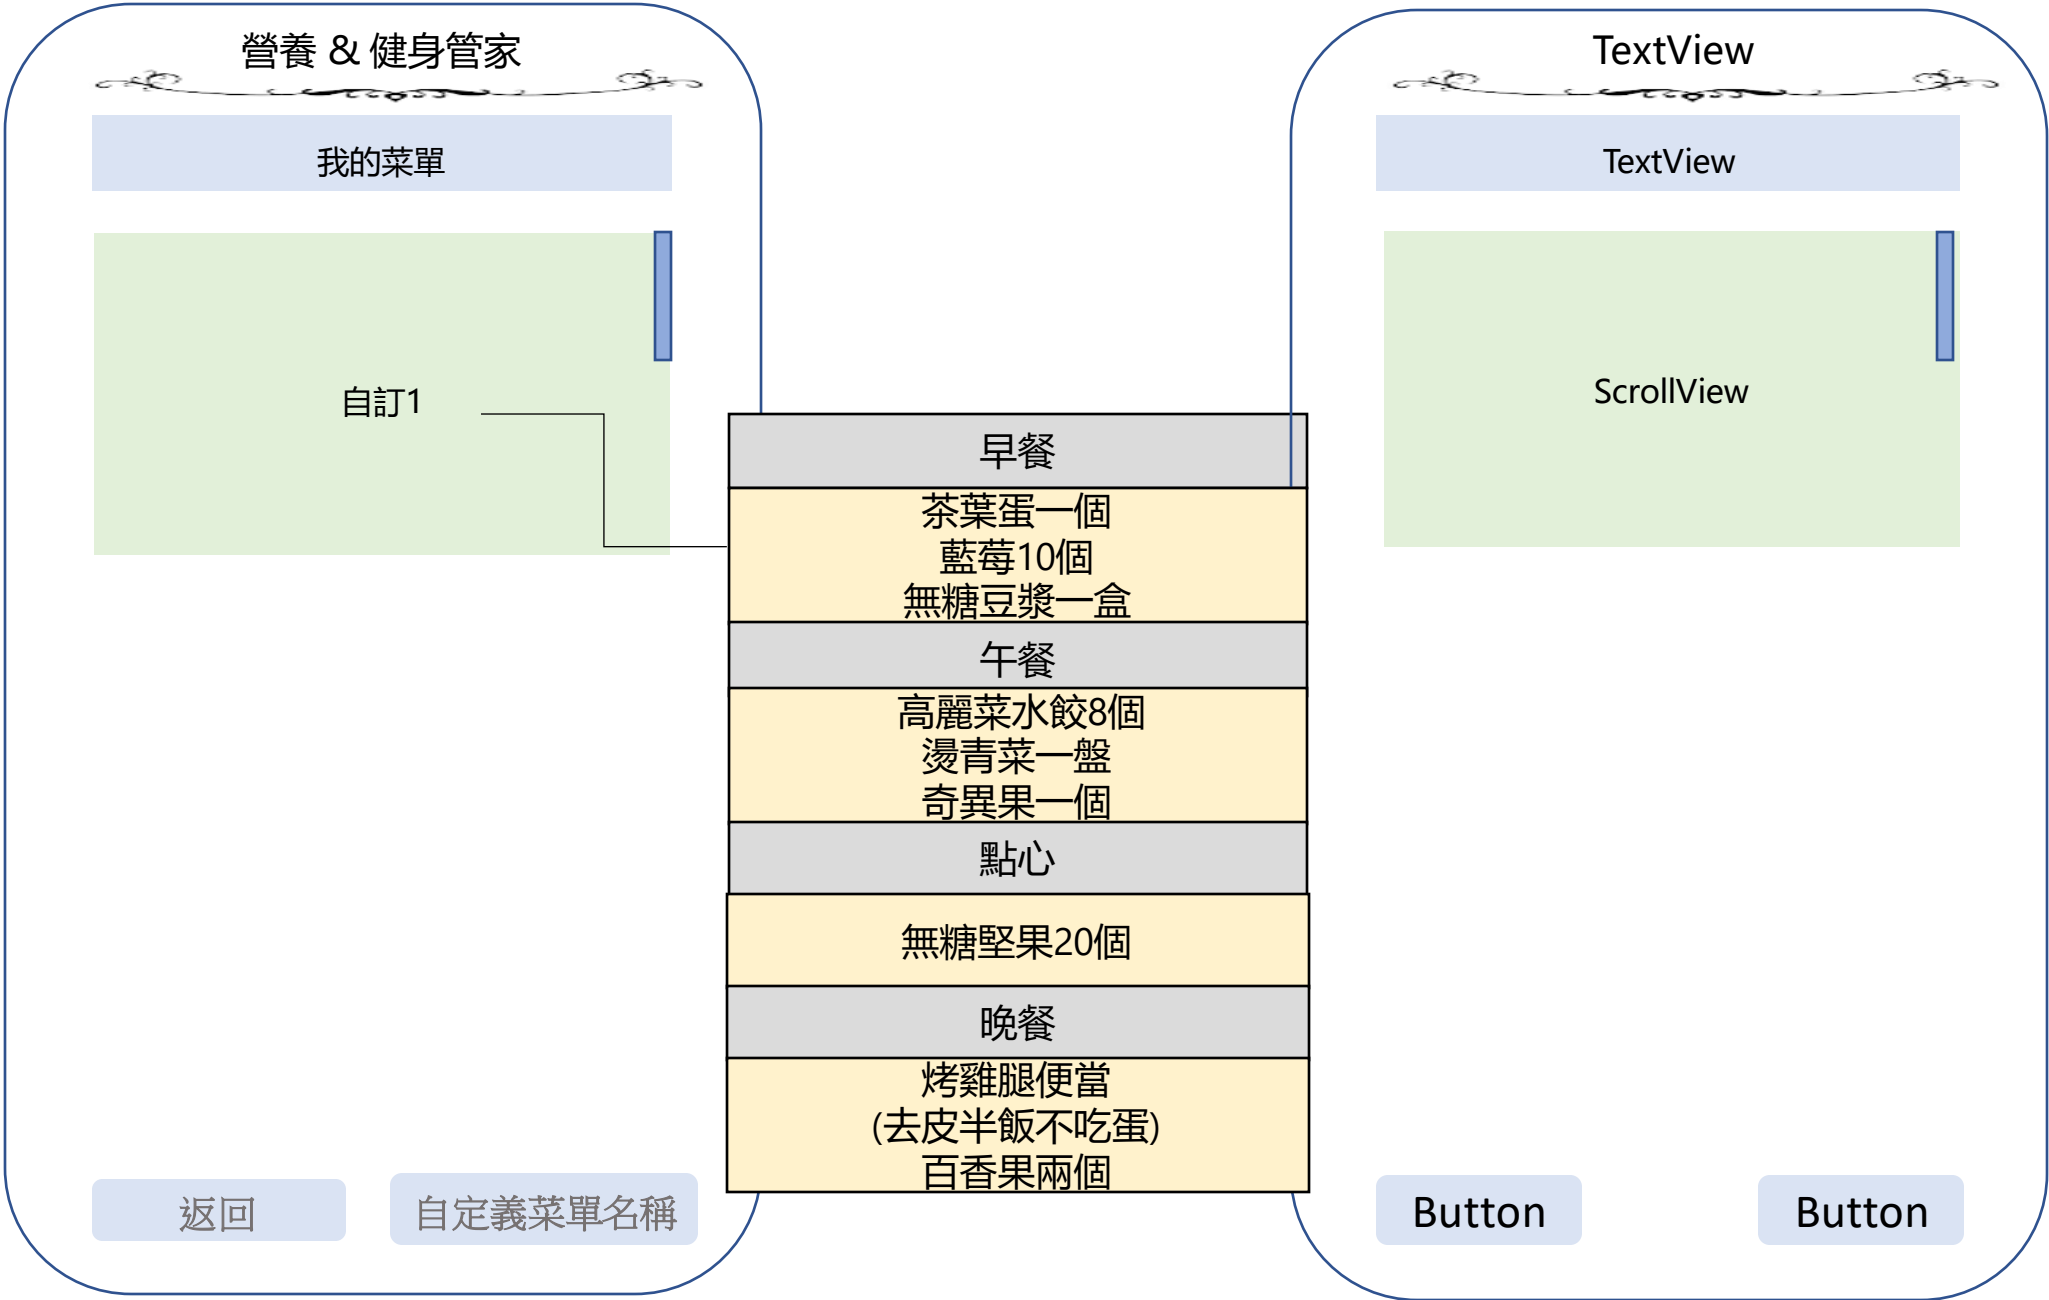 營養 & 健身管家
我的菜單
自訂1
返回
自定義菜單名稱
早餐
茶葉蛋一個
藍莓10個
無糖豆漿一盒
午餐
高麗菜水餃8個
燙青菜一盤
奇異果一個
點心
無糖堅果20個
晚餐
烤雞腿便當
(去皮半飯不吃蛋)
百香果兩個
TextView
TextView
ScrollView
Button
Button